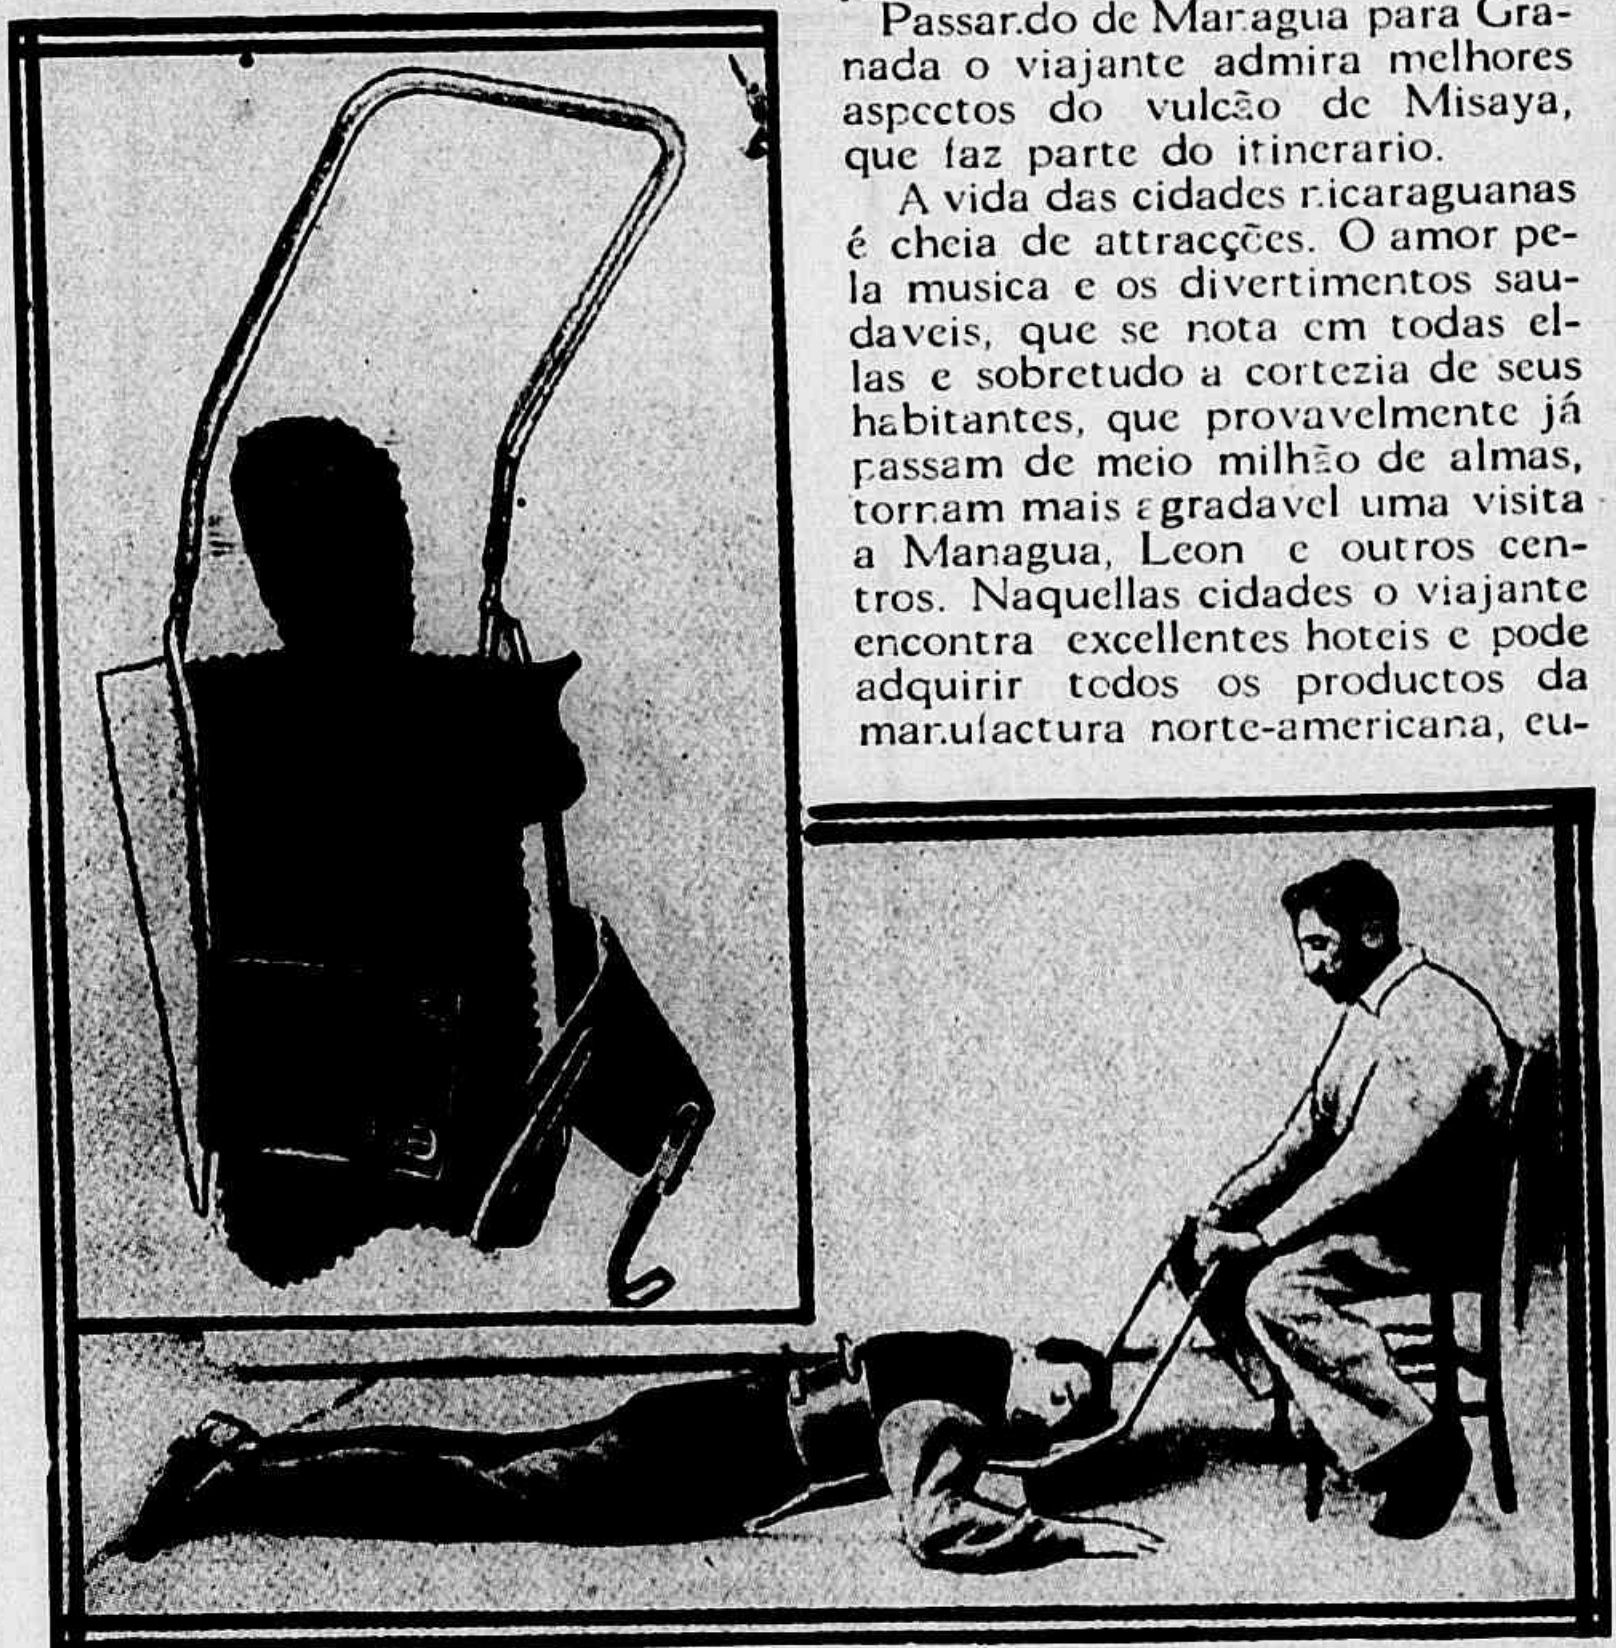 Passando de Managua para Gra-
nada o viajante admira melhores
aspectos do vulcão de Misaya,
que faz parte do itinerario.
A vida das cidades nicaraguanas
é cheia de attracções. O amor pe-
la musica e os divertimentos sau-
daveis, que se nota em todas el-
las e sobretudo a cortezia de seus
habitantes, que provavelmente já
passam de meio milhão de almas,
tornam mais agradavel uma visita
a Managua, Leon e outros cen-
tros. Naquellas cidades o viajante
encontra excellentes hoteis e pode
adquirir todos os productos da
manufactura norte-americana, eu-